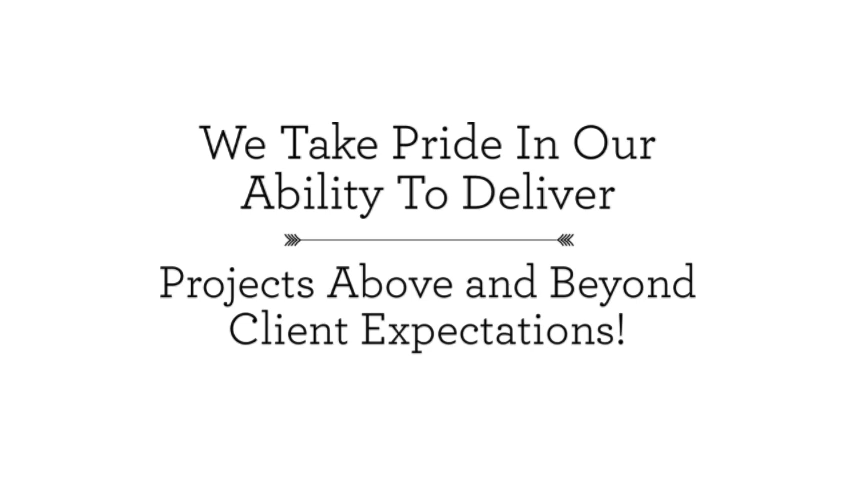 We Take Pride In Our
Ability To Deliver
Projects Above and Beyond
Client Expectations!